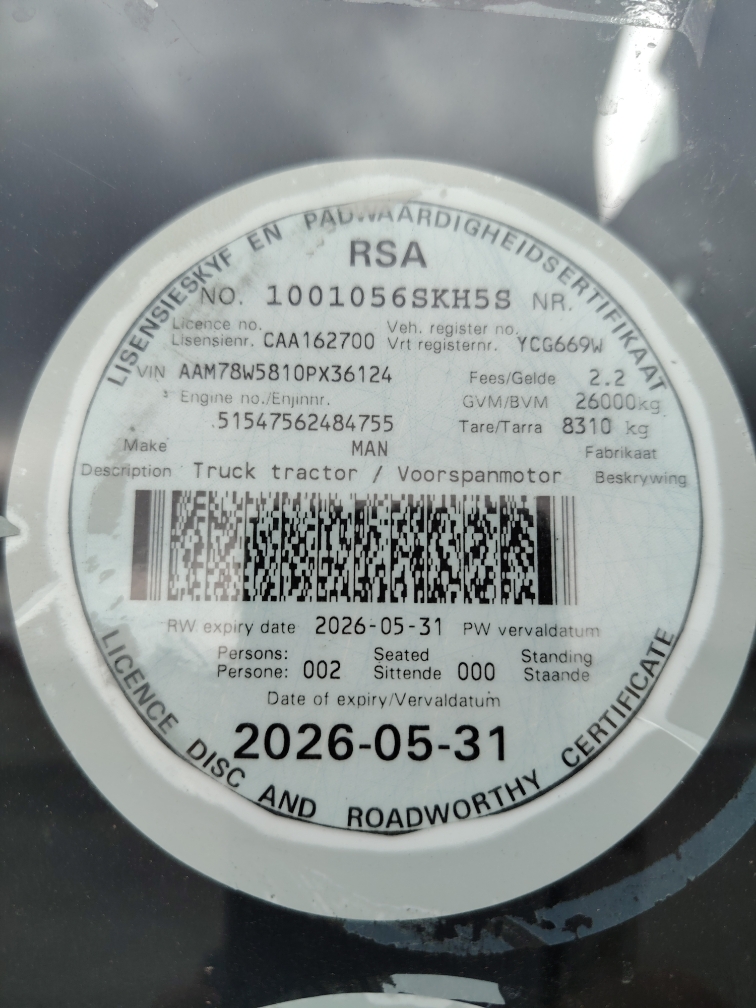 LISENSIESKYF EN PADWAARDIGHEIDSERTIFIKAAT
RSA
NO. 1001056SKH5S NR.
Licence no. Veh. register no.
Lisensienr. CAA162700 Vrt registernr. YCG669W
VIN AAM78W5810PX36124 Fees/Gelde 2.2
Engine no./Enjinnr. GVM/BVM 26000kg
51547562484755 Tare/Tarra 8310 kg
Make MAN Fabrikaat
Description Truck tractor / Voorspanmotor Beskrywing
RW expiry date 2026-05-31 PW vervaldatum
Persons: Seated Standing
Persone: 002 Sittende 000 Staande
Date of expiry/Vervaldatum
2026-05-31
LICENCE DISC AND ROADWORTHY CERTIFICATE